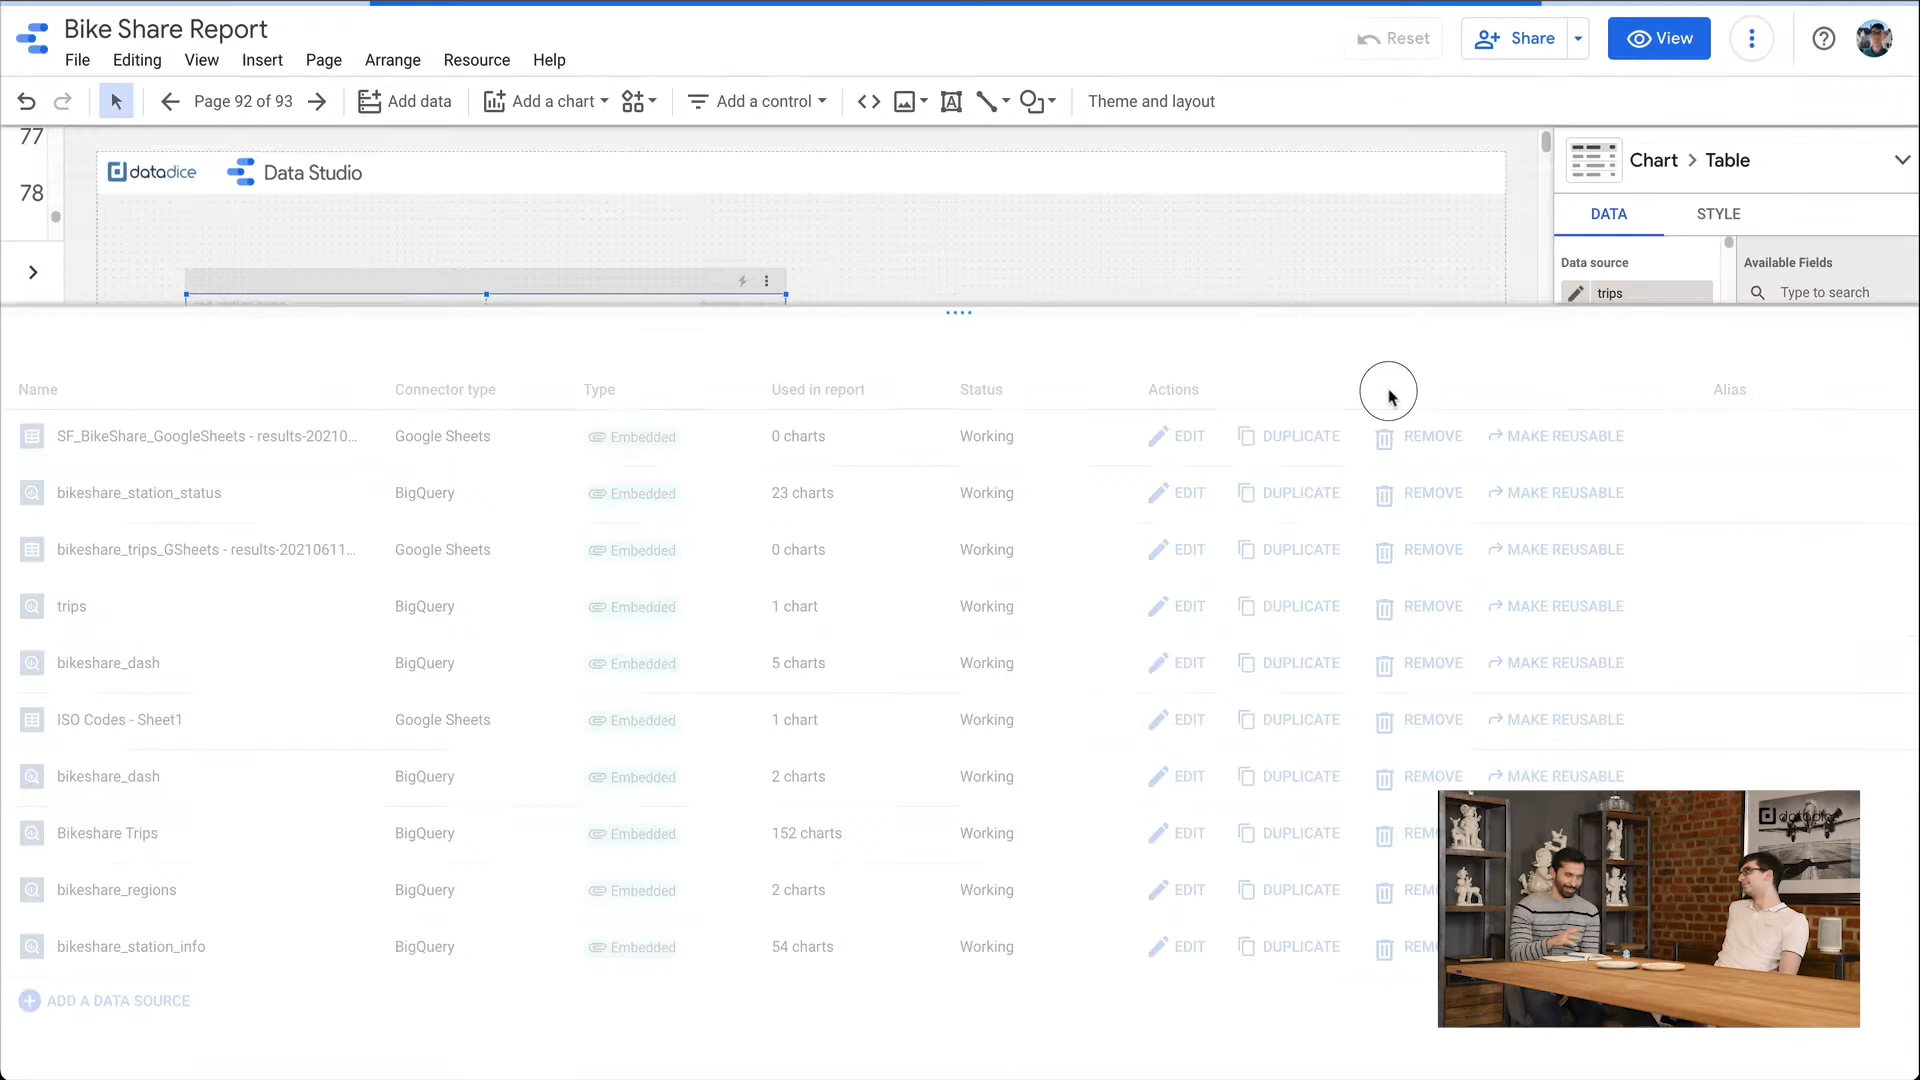 Bike Share Report
File Editing View Insert Page Arrange Resource Help
Reset Share View
Page 92 of 93 Add data Add a chart Add a control Theme and layout
77
78
datadice Data Studio
Chart > Table
DATA STYLE
Data source Available Fields
trips Type to search
Name Connector type Type Used in report Status Actions Alias
SF_BikeShare_GoogleSheets - results-20210... Google Sheets Embedded 0 charts Working EDIT DUPLICATE REMOVE MAKE REUSABLE
bikeshare_station_status BigQuery Embedded 23 charts Working EDIT DUPLICATE REMOVE MAKE REUSABLE
bikeshare_trips_GSheets - results-20210611... Google Sheets Embedded 0 charts Working EDIT DUPLICATE REMOVE MAKE REUSABLE
trips BigQuery Embedded 1 chart Working EDIT DUPLICATE REMOVE MAKE REUSABLE
bikeshare_dash BigQuery Embedded 5 charts Working EDIT DUPLICATE REMOVE MAKE REUSABLE
ISO Codes - Sheet1 Google Sheets Embedded 1 chart Working EDIT DUPLICATE REMOVE MAKE REUSABLE
bikeshare_dash BigQuery Embedded 2 charts Working EDIT DUPLICATE REMOVE MAKE REUSABLE
Bikeshare Trips BigQuery Embedded 152 charts Working EDIT DUPLICATE REM
bikeshare_regions BigQuery Embedded 2 charts Working EDIT DUPLICATE REM
bikeshare_station_info BigQuery Embedded 54 charts Working EDIT DUPLICATE REM
ADD A DATA SOURCE
datadice